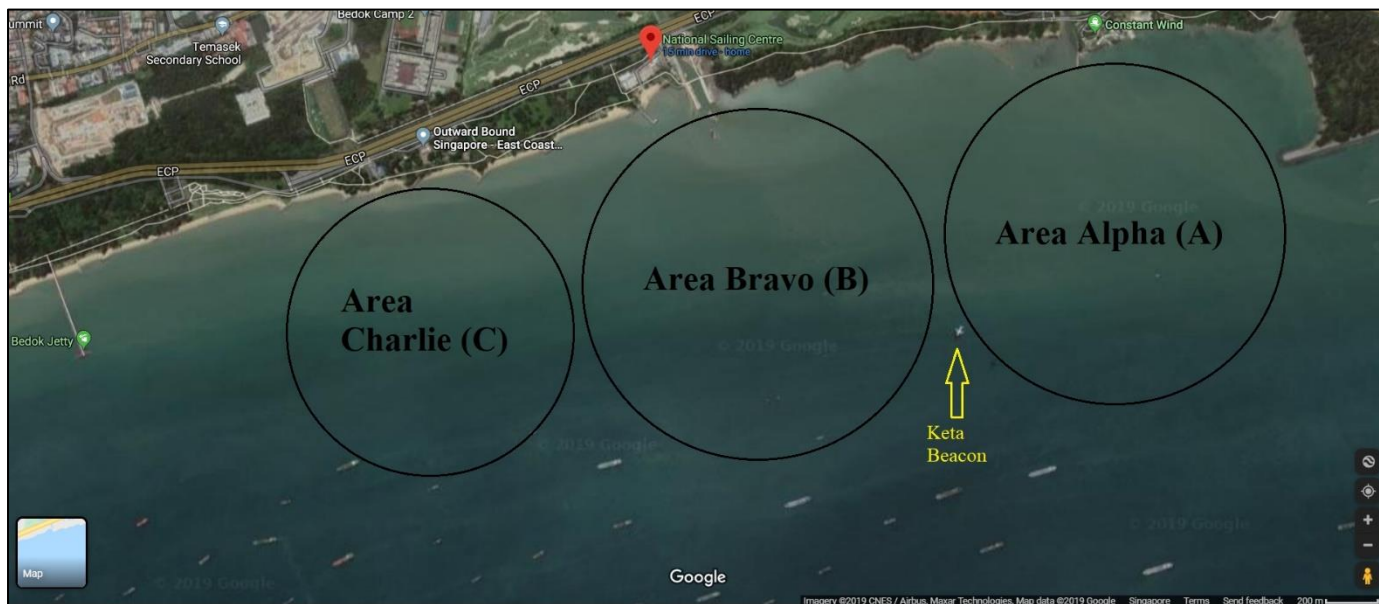 ummit
Bedok Camp 2
Temasek
Secondary School
Rd
ECP
National Sailing Centre
15 min drive - home
Constant Wind
ECP
Outward Bound
Singapore - East Coast...
ECP
ECP
Area Alpha (A)
© 2019 Google
Area Bravo (B)
Area
Charlie (C)
Bedok Jetty
© 2019 Google
Keta
Beacon
© 2019 Google
© 2019 Google
© 2019 Google
Map
Google
Imagery ©2019 CNES / Airbus, Maxar Technologies, Map data ©2019 Google Singapore Terms Send feedback 200 m